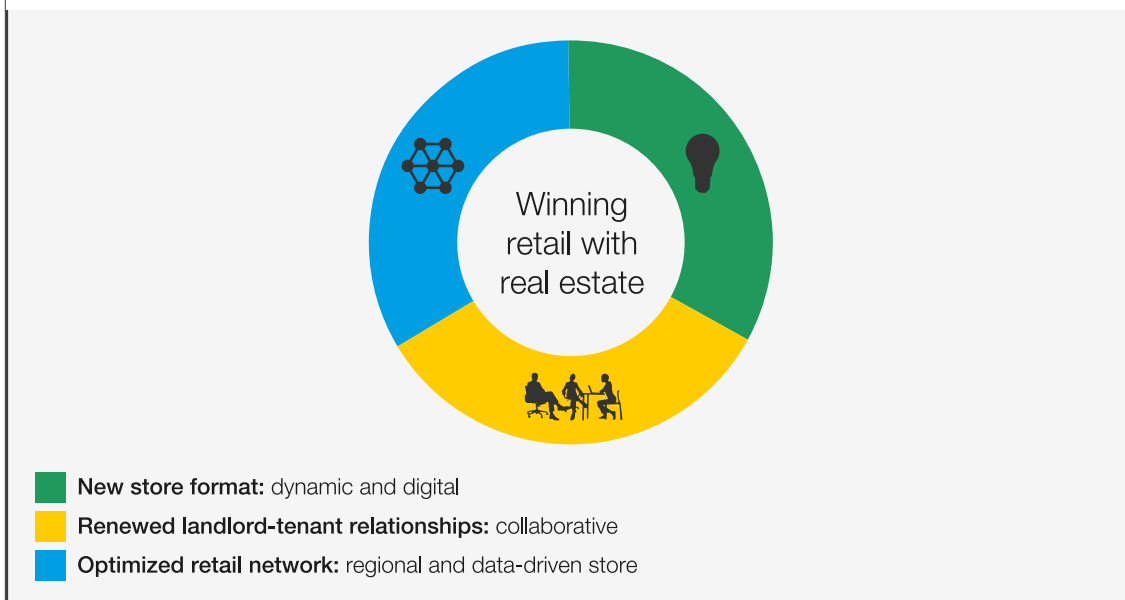 Winning
retail with
real estate
New store format: dynamic and digital
Renewed landlord-tenant relationships: collaborative
Optimized retail network: regional and data-driven store